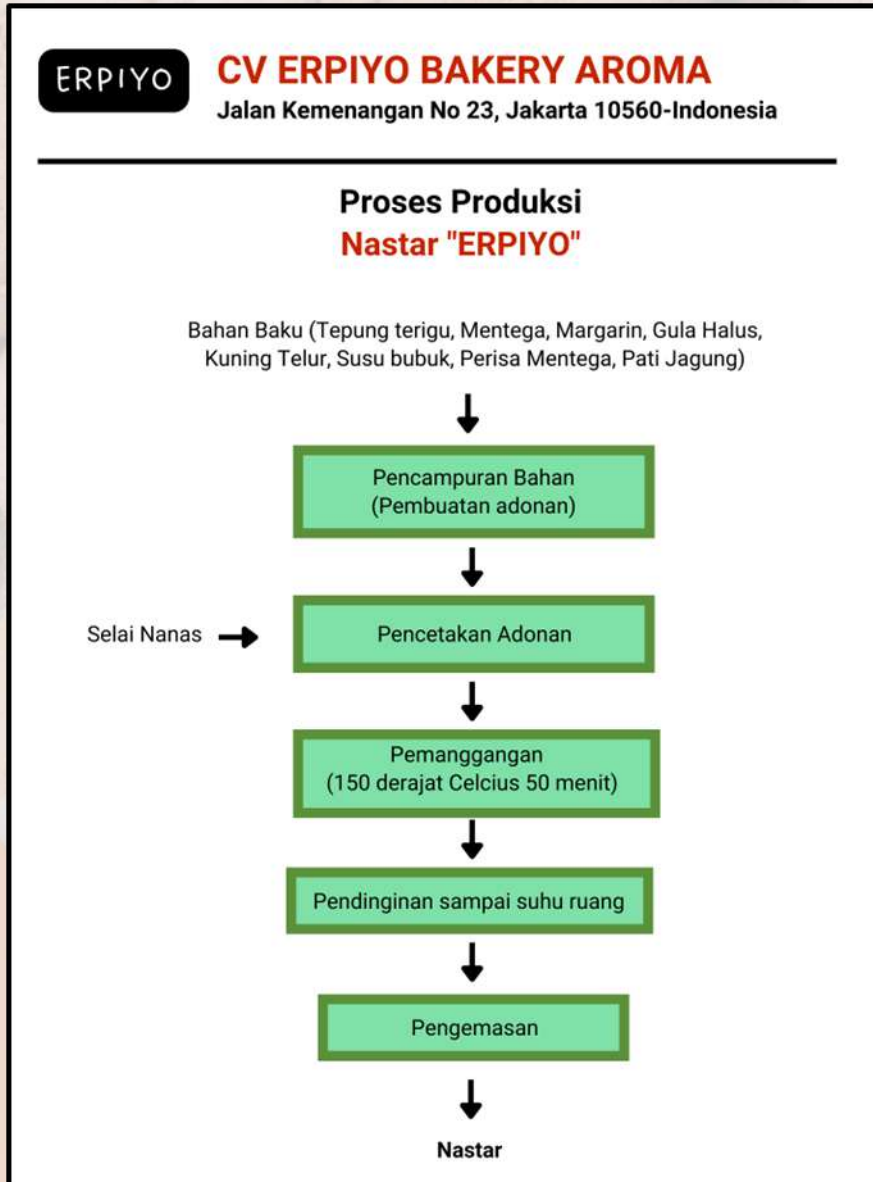 ERPIYO
CV ERPIYO BAKERY AROMA
Jalan Kemenangan No 23, Jakarta 10560-Indonesia
Proses Produksi
Nastar "ERPIYO"
Bahan Baku (Tepung terigu, Mentega, Margarin, Gula Halus,
Kuning Telur, Susu bubuk, Perisa Mentega, Pati Jagung)
Pencampuran Bahan
(Pembuatan adonan)
Selai Nanas
Pencetakan Adonan
Pemanggangan
(150 derajat Celcius 50 menit)
Pendinginan sampai suhu ruang
Pengemasan
Nastar